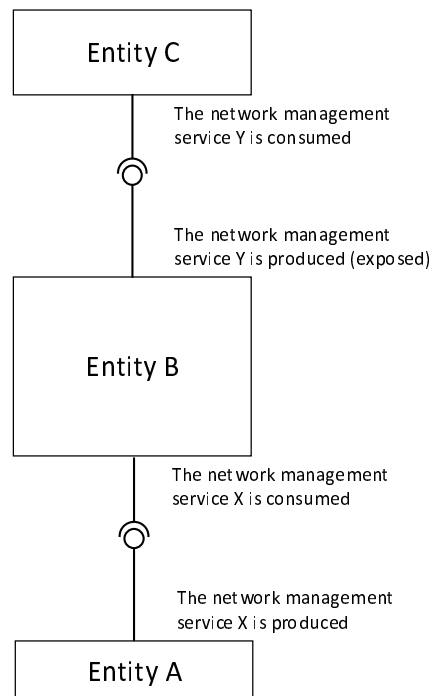 Entity C
The network management
service Y is consumed
The network management
service Y is produced (exposed)
Entity B
The network management
service X is consumed
The network management
service X is produced
Entity A